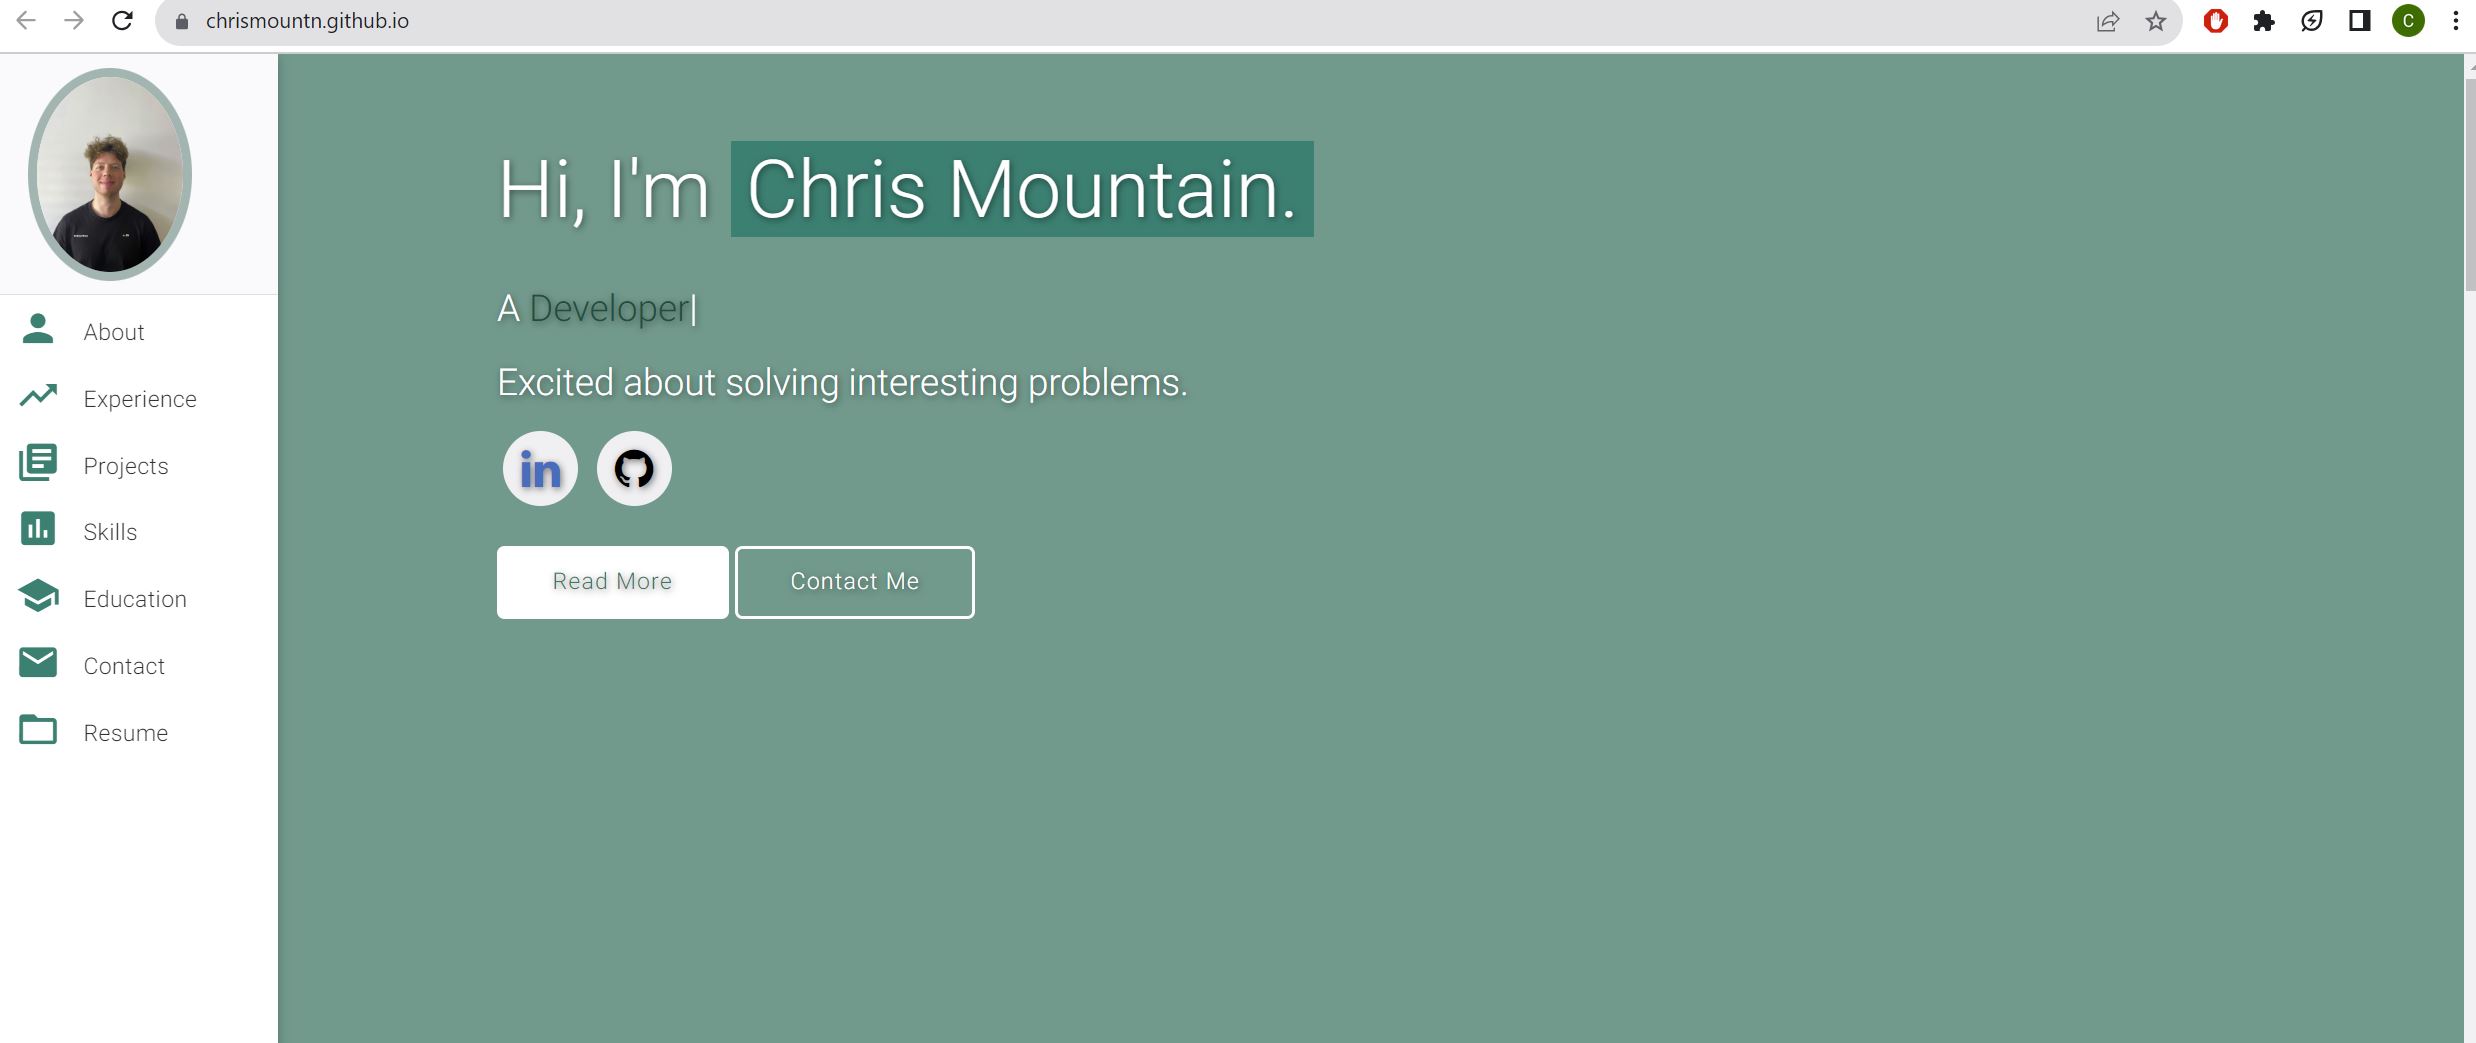 chrismountn.github.io
C
Hi, I'm Chris Mountain.
A Developer|
Excited about solving interesting problems.
in
Read More
Contact Me
About
Experience
Projects
Skills
Education
Contact
Resume